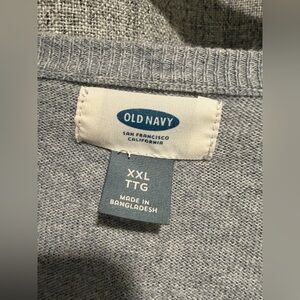 OLD NAVY
SAN FRANCISCO
CALIFORNIA
XXL
TTG
MADE IN
BANGLADESH